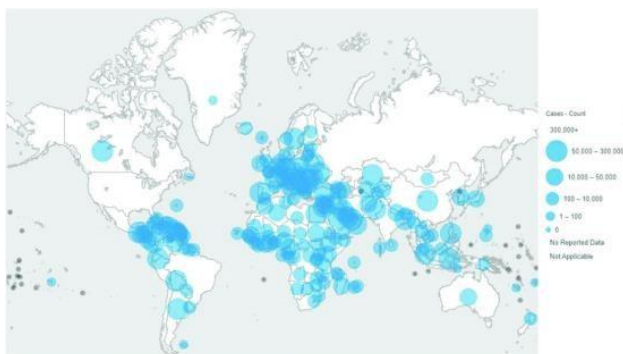 Cases - Count
300,000+
50,000 – 300,000
10,000 – 50,000
100 – 10,000
1 – 100
0
No Reported Data
Not Applicable